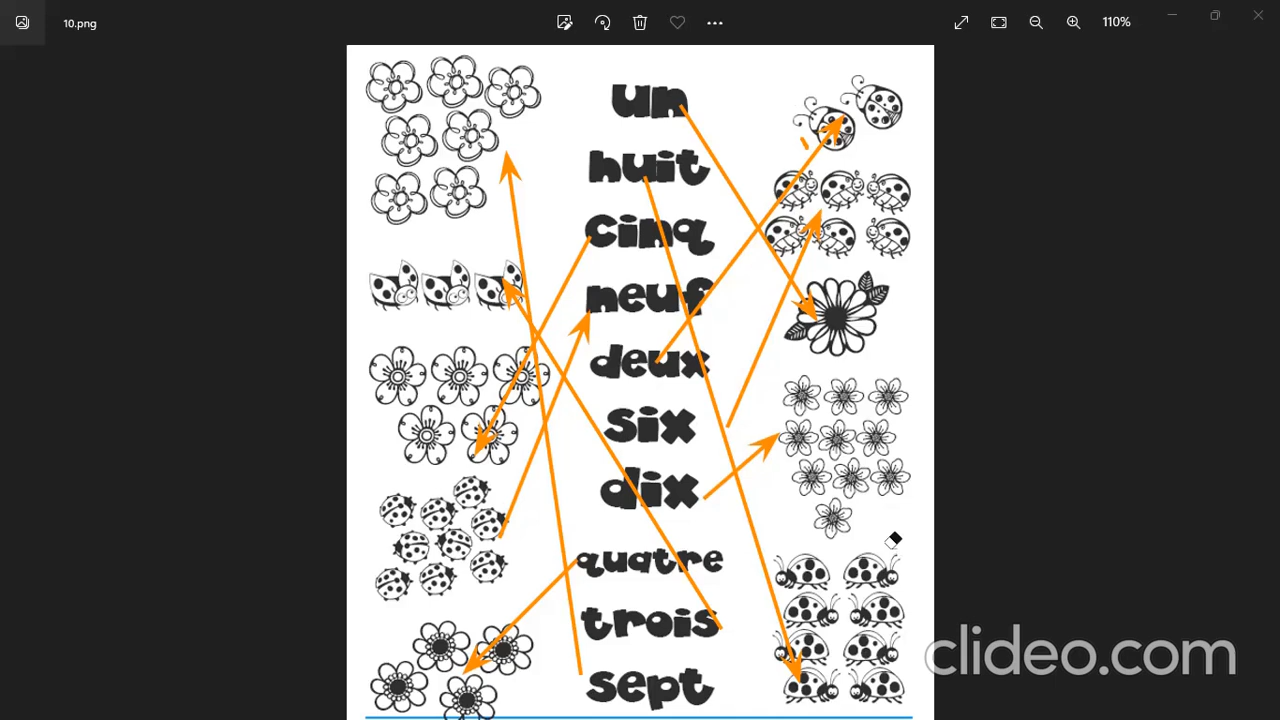 10.png
110%
un
huit
cinq
neuf
deux
six
dix
quatre
trois
sept
clideo.com